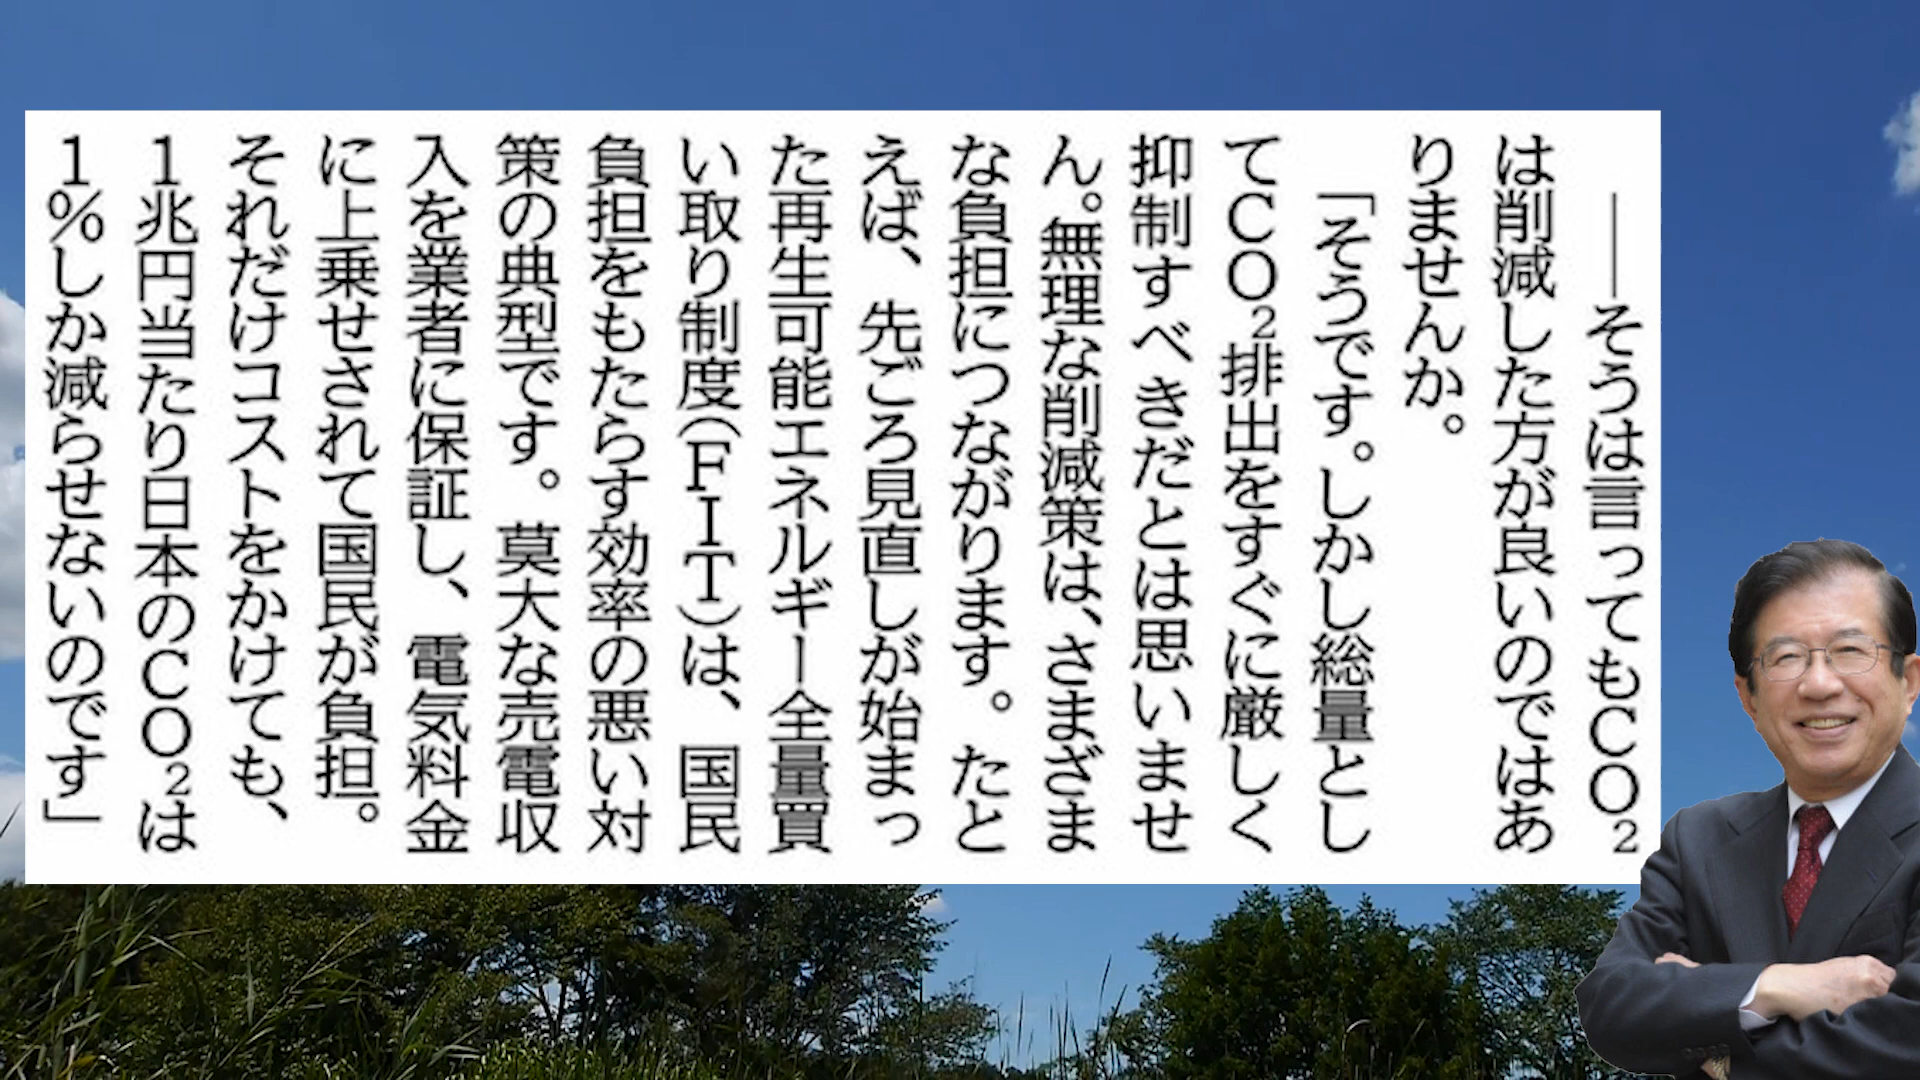 ――そうは言ってもCO₂
は削減した方が良いのではあ
りませんか。
「そうです。しかし総量とし
てCO₂排出をすぐに厳しく
抑制すべきだとは思いませ
ん。無理な削減策は、さまざま
な負担につながります。たと
えば、先ごろ見直しが始まっ
た再生可能エネルギー全量買
い取り制度(FIT)は、国民
負担をもたらす効率の悪い対
策の典型です。莫大な売電収
入を業者に保証し、電気料金
に上乗せされて国民が負担。
それだけコストをかけても、
1兆円当たり日本のCO₂は
1%しか減らせないのです」